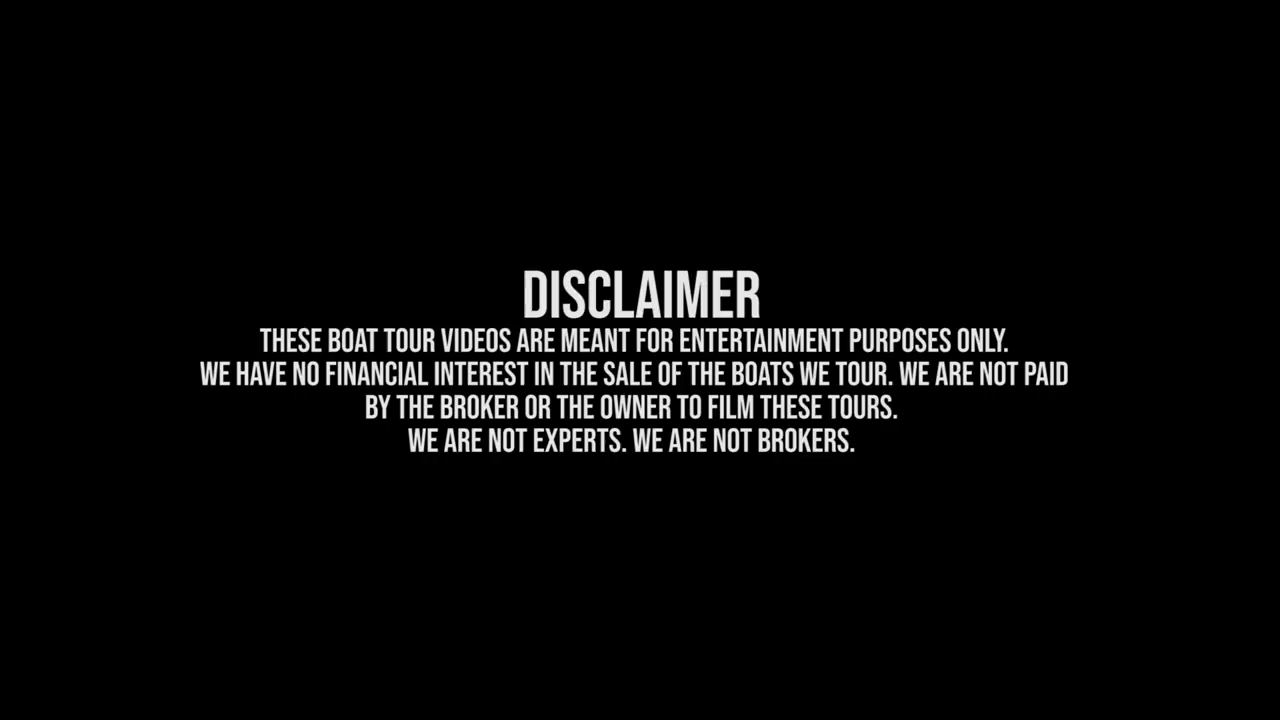 DISCLAIMER
THESE BOAT TOUR VIDEOS ARE MEANT FOR ENTERTAINMENT PURPOSES ONLY.
WE HAVE NO FINANCIAL INTEREST IN THE SALE OF THE BOATS WE TOUR. WE ARE NOT PAID
BY THE BROKER OR THE OWNER TO FILM THESE TOURS.
WE ARE NOT EXPERTS. WE ARE NOT BROKERS.